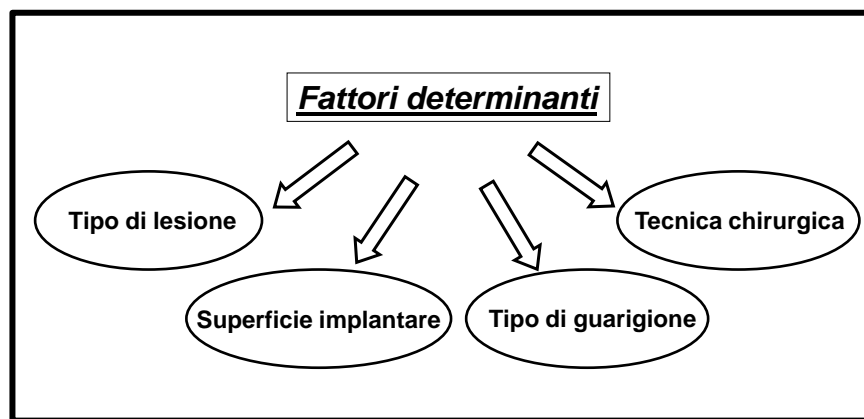 Fattori determinanti
Tipo di lesione
Tecnica chirurgica
Superficie implantare
Tipo di guarigione